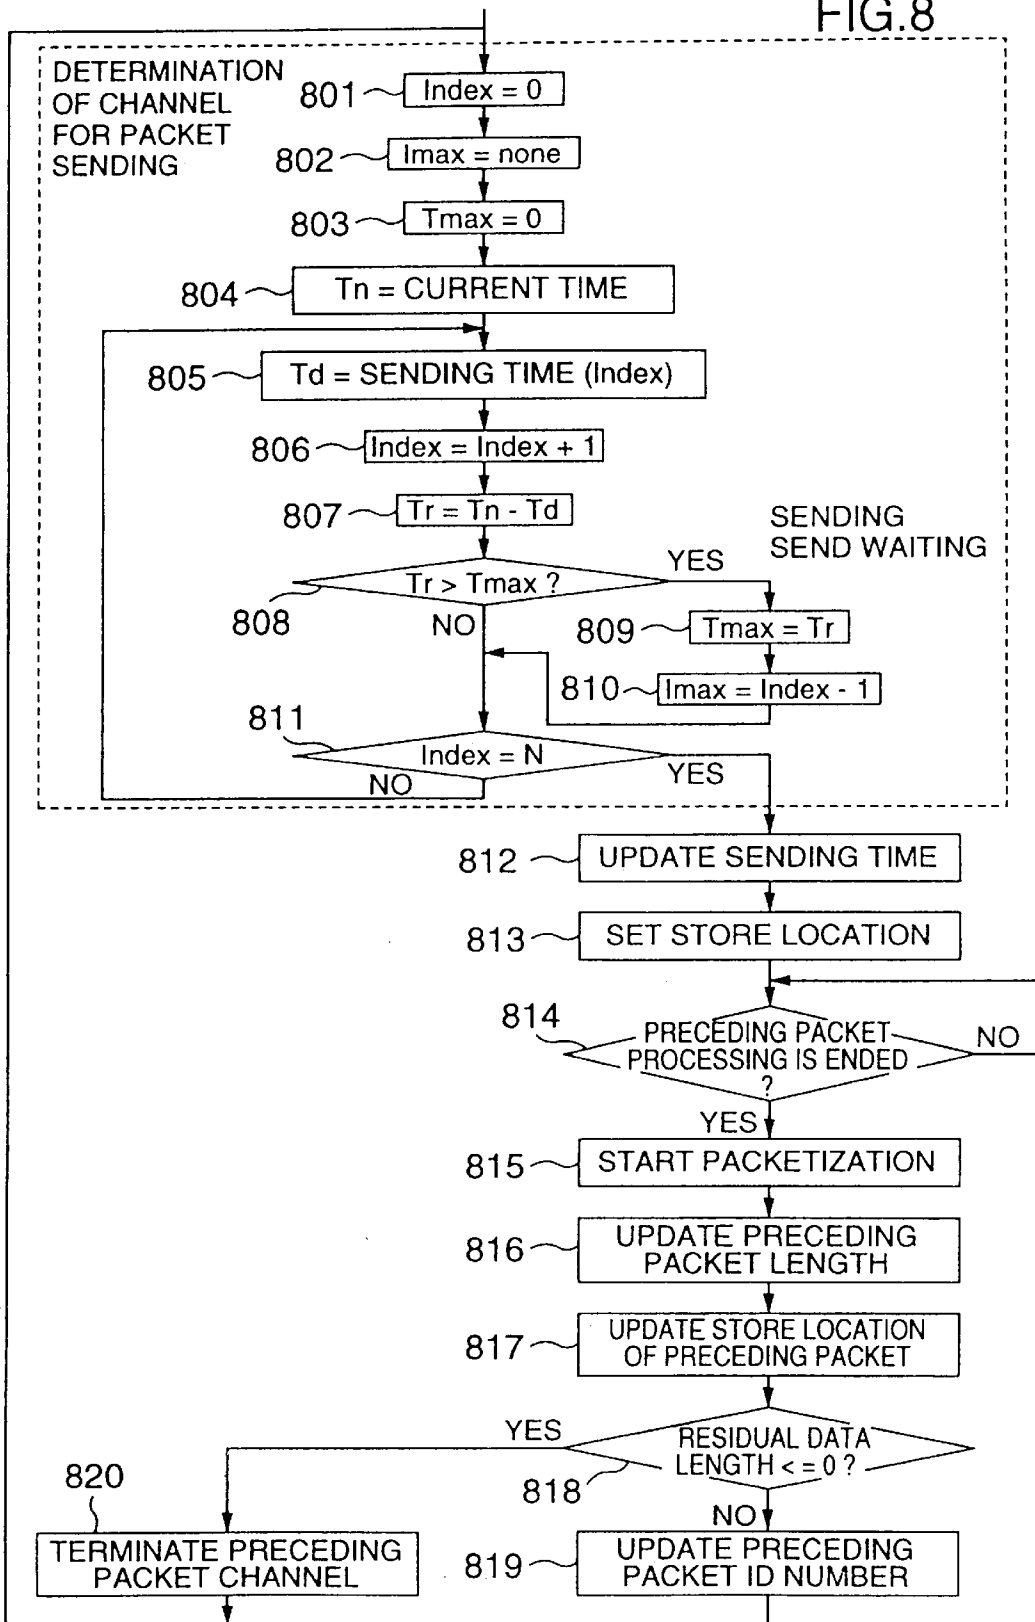 FIG.8
DETERMINATION
OF CHANNEL
FOR PACKET
SENDING
801
Index = 0
802
Imax = none
803
Tmax = 0
804
Tn = CURRENT TIME
805
Td = SENDING TIME (Index)
806
Index = Index + 1
807
Tr = Tn - Td
SENDING
SEND WAITING
808
Tr > Tmax ?
YES
NO
809
Tmax = Tr
810
Imax = Index - 1
811
Index = N
NO
YES
812
UPDATE SENDING TIME
813
SET STORE LOCATION
814
PRECEDING PACKET
PROCESSING IS ENDED
?
NO
YES
815
START PACKETIZATION
816
UPDATE PRECEDING
PACKET LENGTH
817
UPDATE STORE LOCATION
OF PRECEDING PACKET
YES
818
RESIDUAL DATA
LENGTH < = 0 ?
NO
820
TERMINATE PRECEDING
PACKET CHANNEL
819
UPDATE PRECEDING
PACKET ID NUMBER